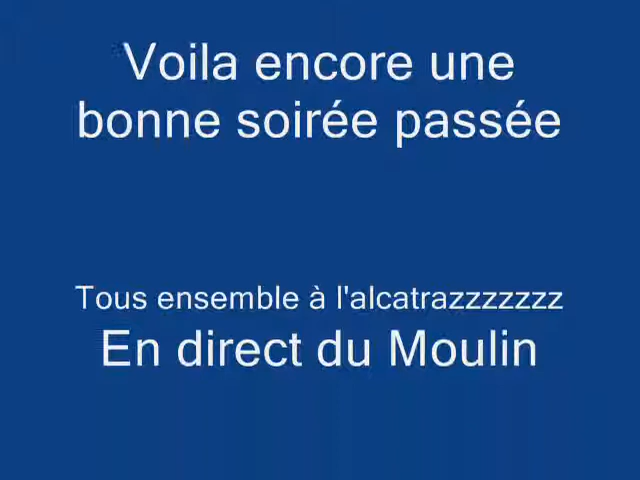 Voila encore une
bonne soirée passée
Tous ensemble à l'alcatrazzzzzzz
En direct du Moulin